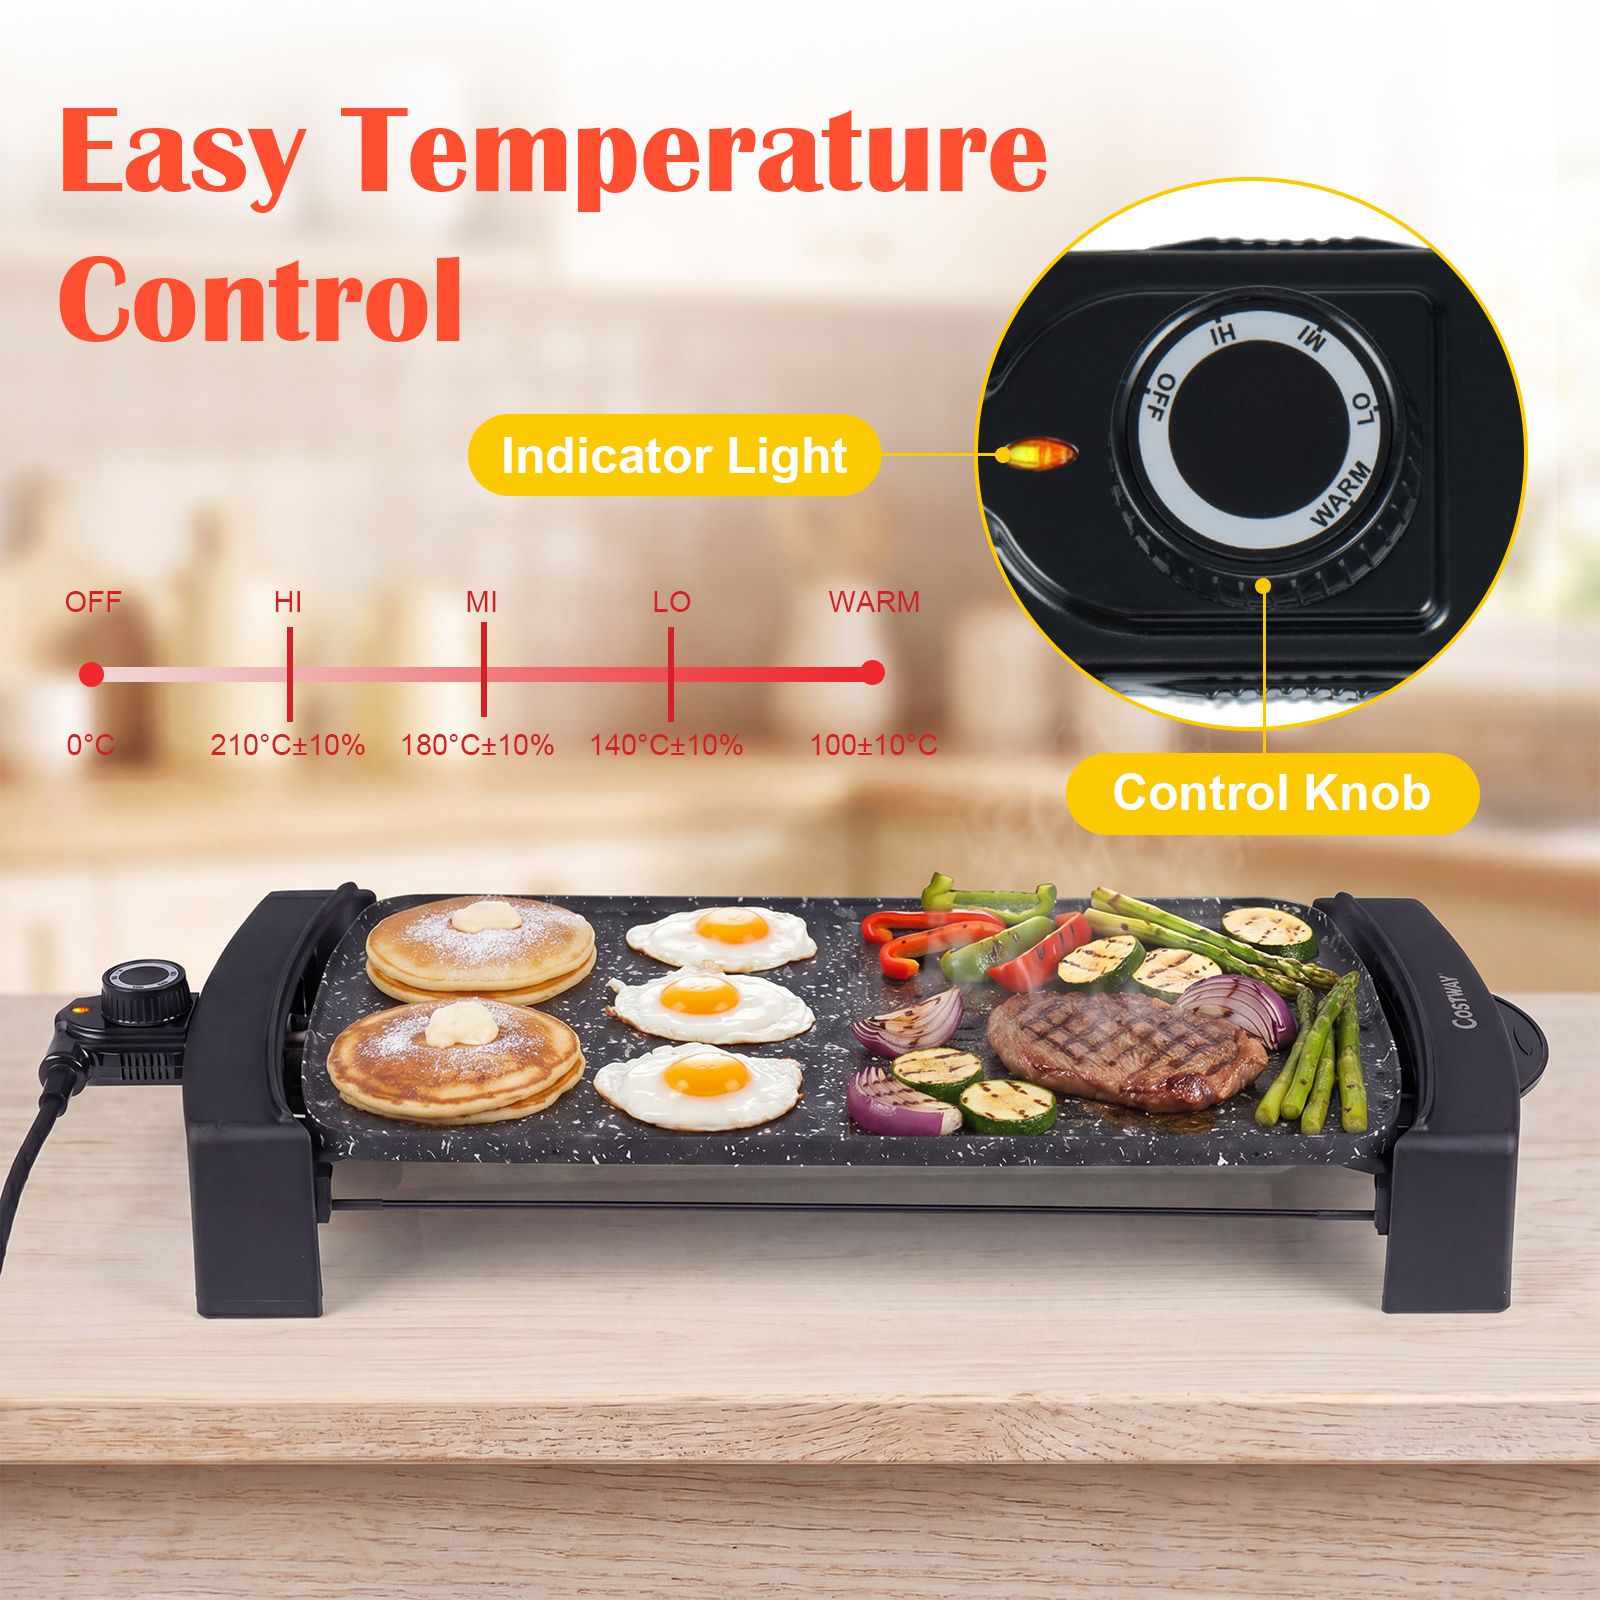 Easy Temperature
Control
Indicator Light
OFF
HI
MI
LO
WARM
OFF HI MI LO WARM
0°C 210°C±10% 180°C±10% 140°C±10% 100±10°C
Control Knob
COSTWAY